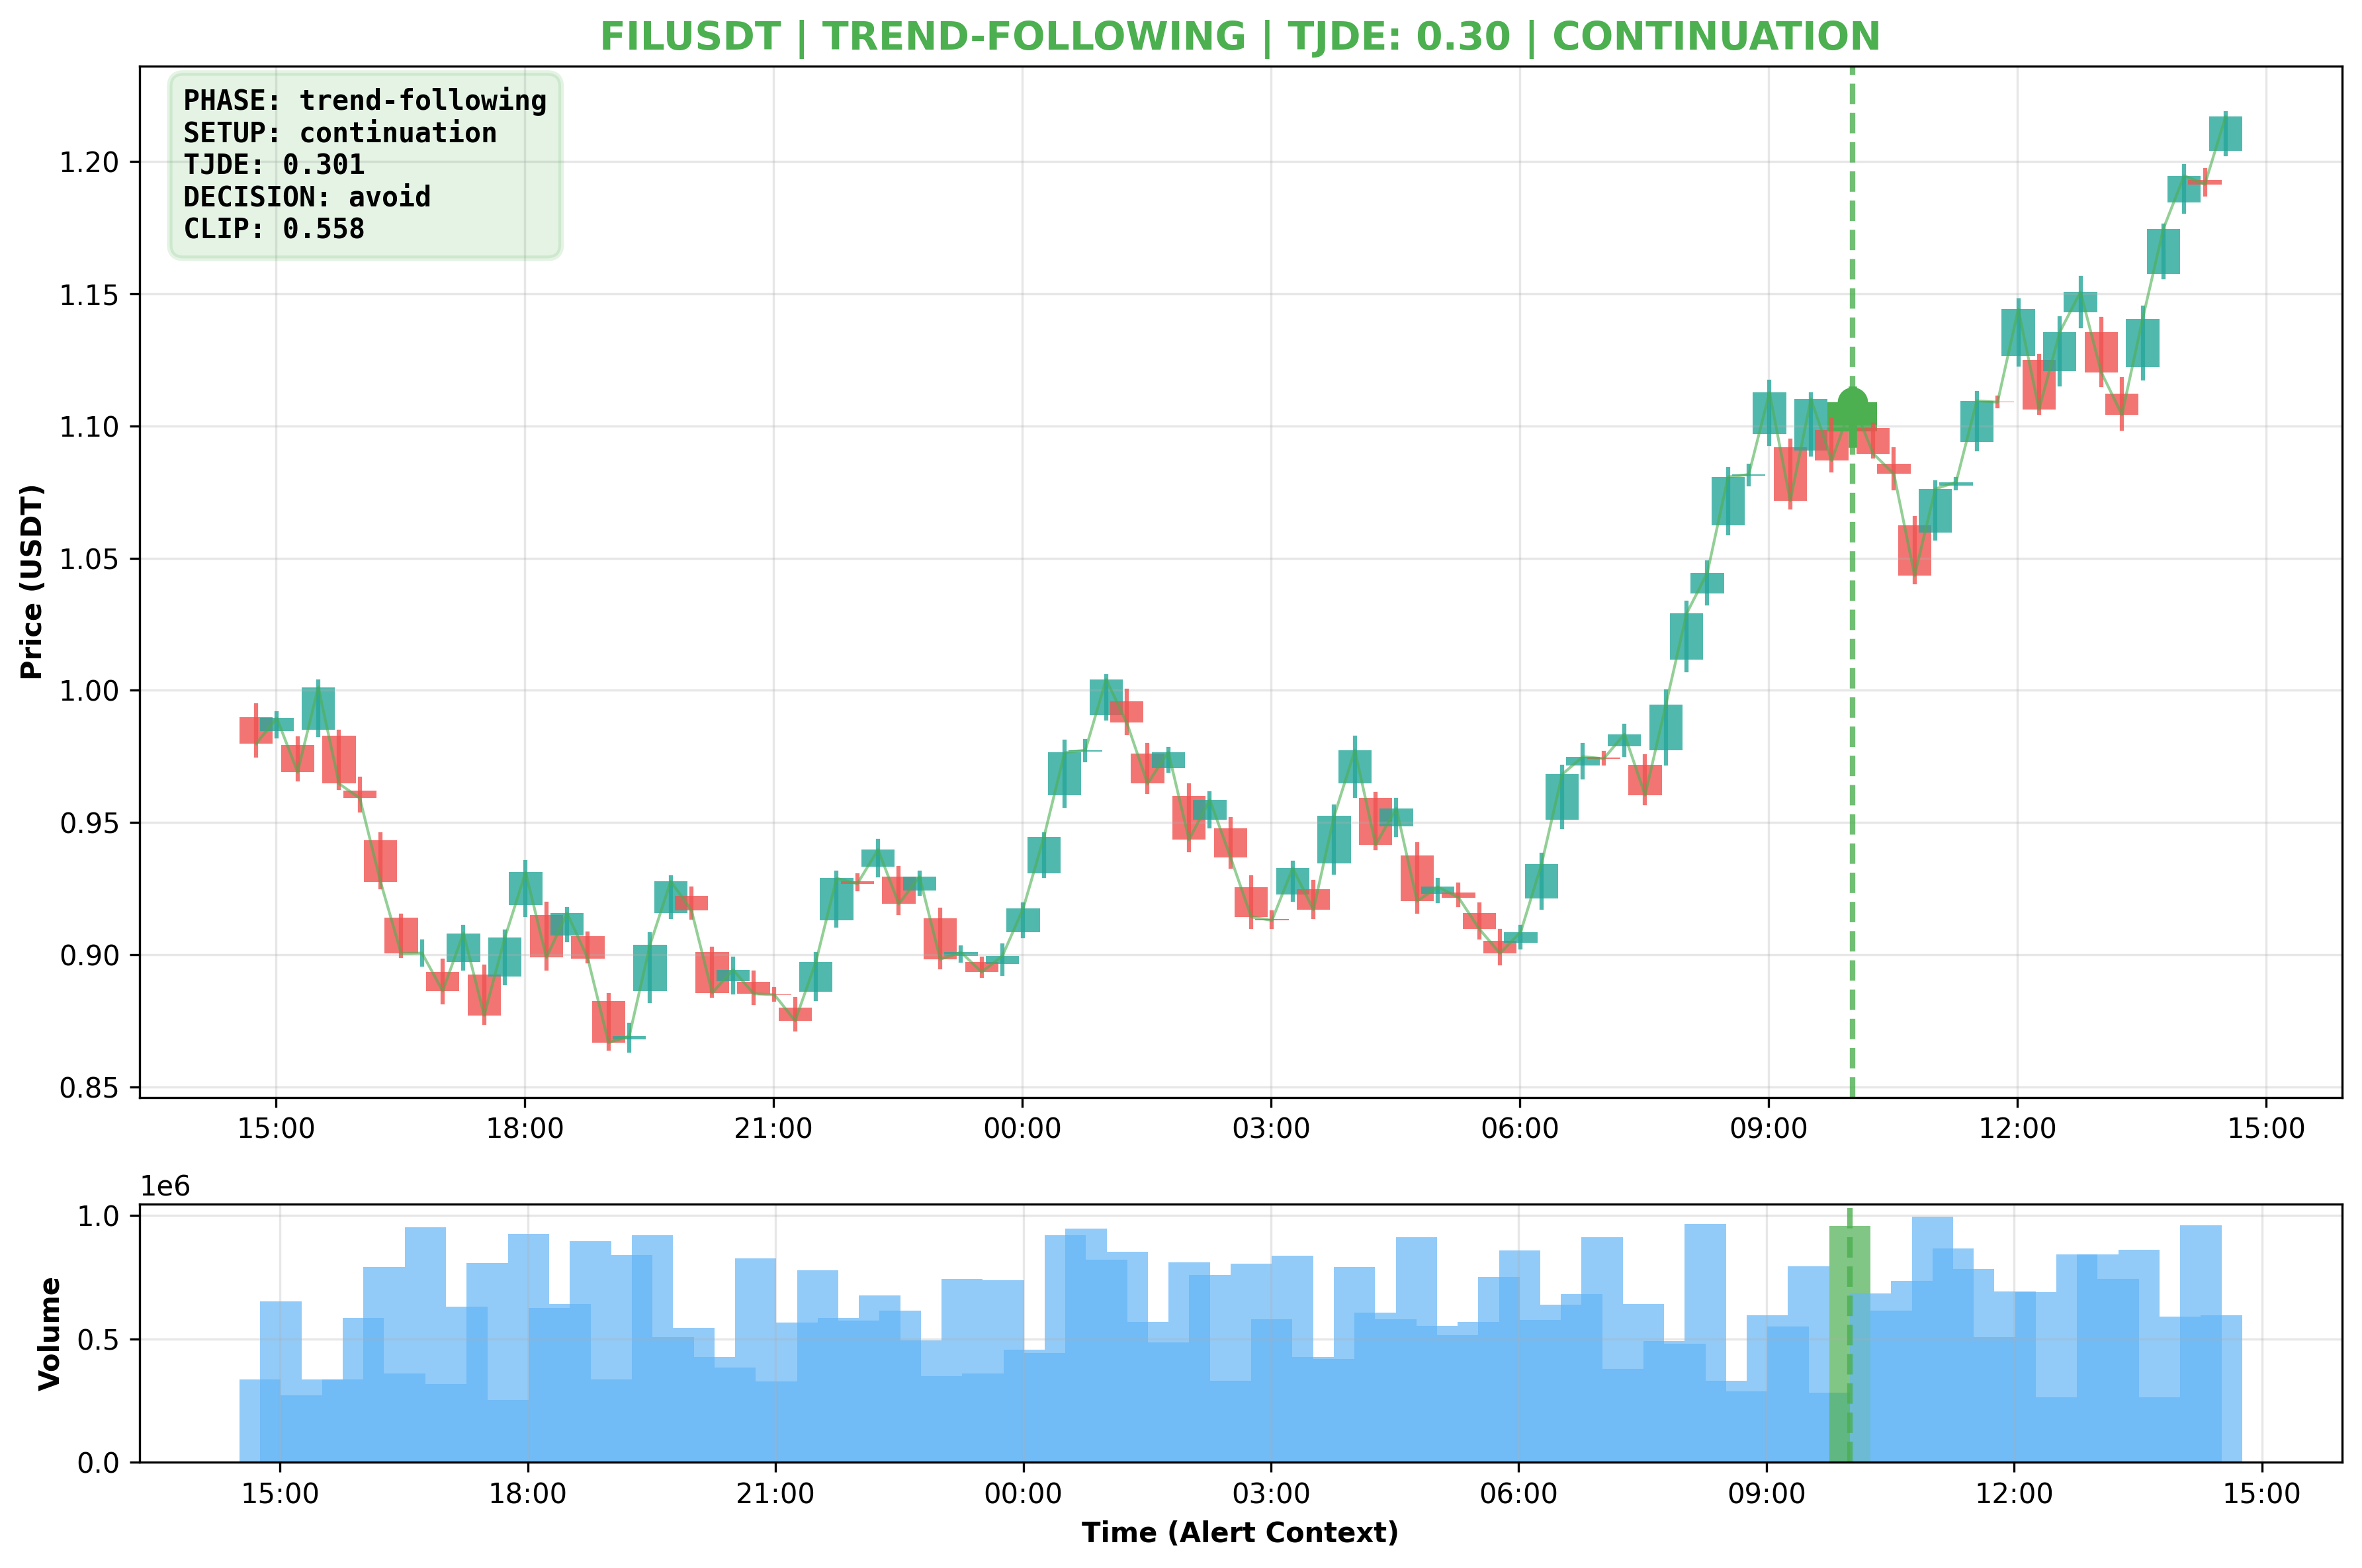 FILUSDT | TREND-FOLLOWING | TJDE: 0.30 | CONTINUATION
PHASE: trend-following
SETUP: continuation
TJDE: 0.301
DECISION: avoid
CLIP: 0.558
Price (USDT)
1.20
1.15
1.10
1.05
1.00
0.95
0.90
0.85
15:00 18:00 21:00 00:00 03:00 06:00 09:00 12:00 15:00
1e6
Volume
1.0
0.5
0.0
15:00 18:00 21:00 00:00 03:00 06:00 09:00 12:00 15:00
Time (Alert Context)